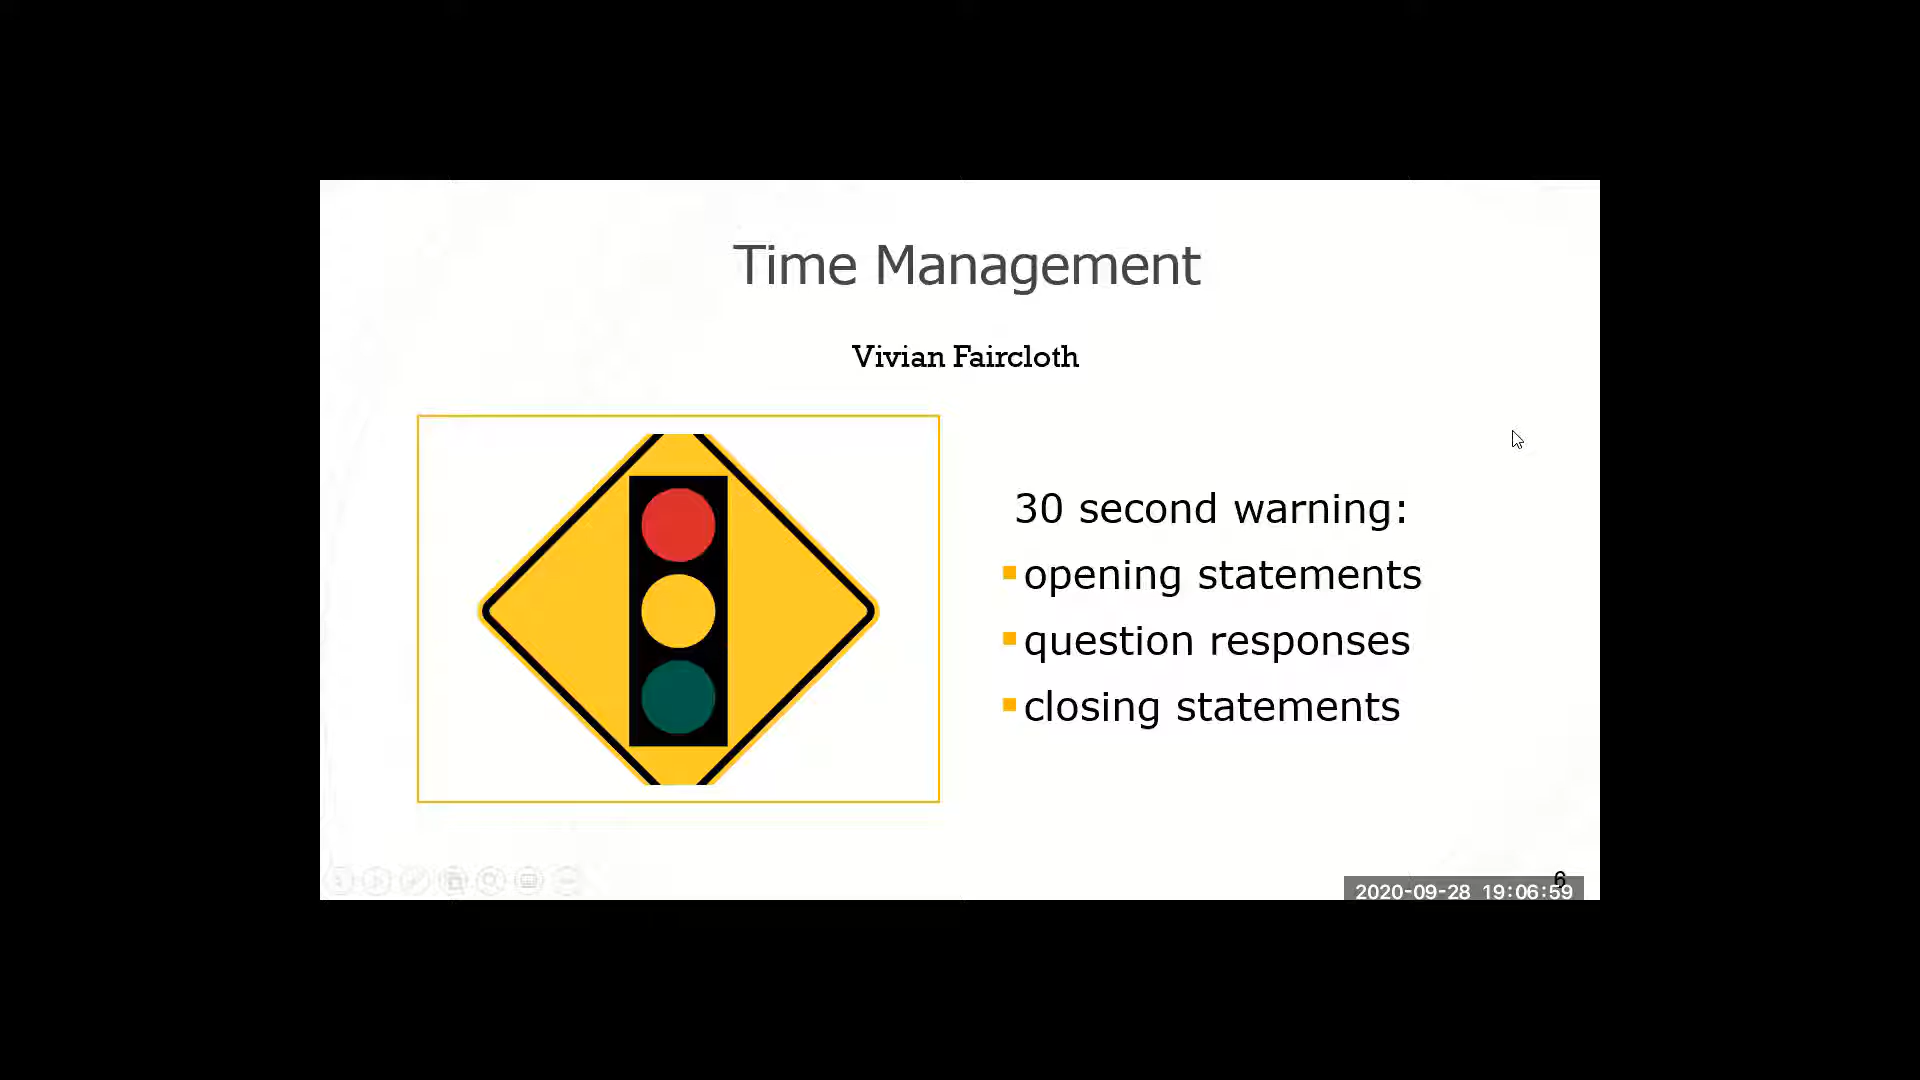 Time Management
Vivian Faircloth
30 second warning:
opening statements
question responses
closing statements
6
2020-09-28 19:06:59